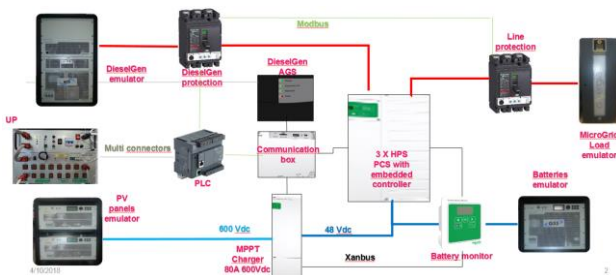 Modbus
Line
protection
DieselGen
emulator
DieselGen
protection
DieselGen
AGS
UP
Multi connectors
PLC
Communication
box
3 X HPS
PCS with
embedded
controller
MicroGrid
Load
emulator
Batteries
emulator
PV
panels
emulator
600 Vdc
48 Vdc
MPPT
Charger
80A 600Vdc
Xanbus
Battery monitor
4/10/2018
2